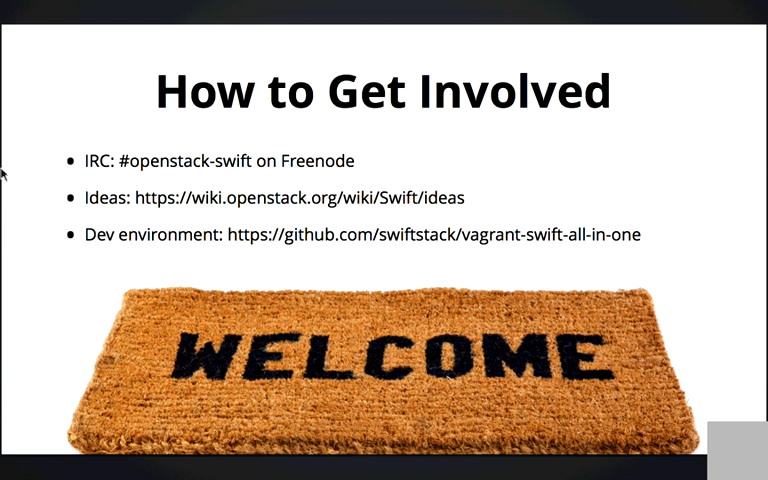 How to Get Involved
• IRC: #openstack-swift on Freenode
• Ideas: https://wiki.openstack.org/wiki/Swift/ideas
• Dev environment: https://github.com/swiftstack/vagrant-swift-all-in-one
WELCOME